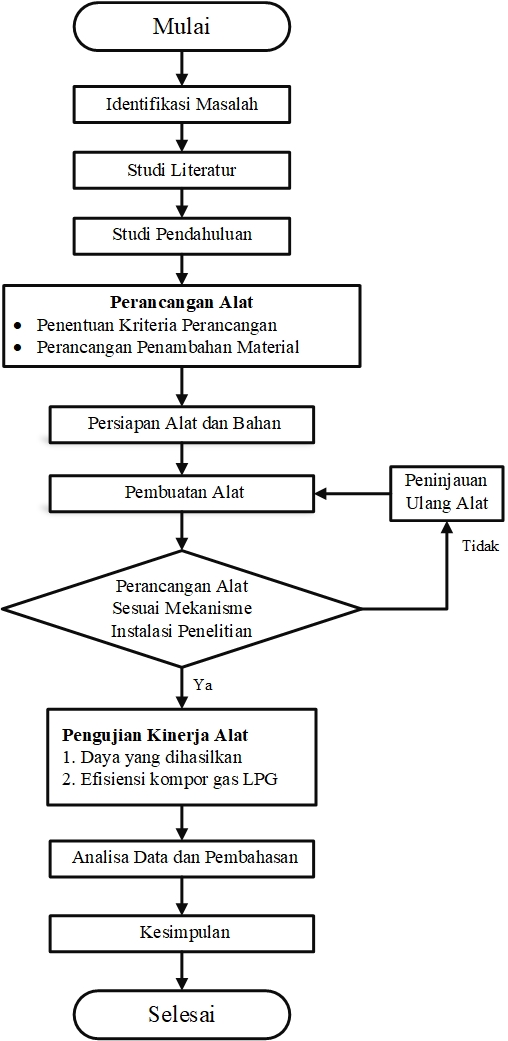 Mulai
Identifikasi Masalah
Studi Literatur
Studi Pendahuluan
Perancangan Alat
• Penentuan Kriteria Perancangan
• Perancangan Penambahan Material
Persiapan Alat dan Bahan
Pembuatan Alat
Peninjauan
Ulang Alat
Tidak
Perancangan Alat
Sesuai Mekanisme
Instalasi Penelitian
Ya
Pengujian Kinerja Alat
1. Daya yang dihasilkan
2. Efisiensi kompor gas LPG
Analisa Data dan Pembahasan
Kesimpulan
Selesai